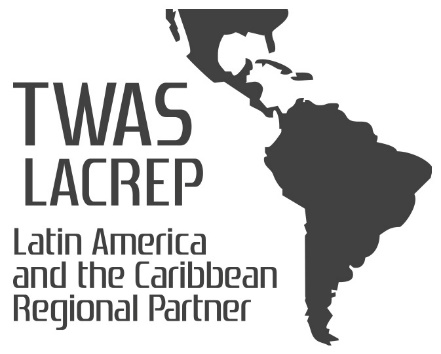 TWAS
LACREP
Latin America
and the Caribbean
Regional Partner